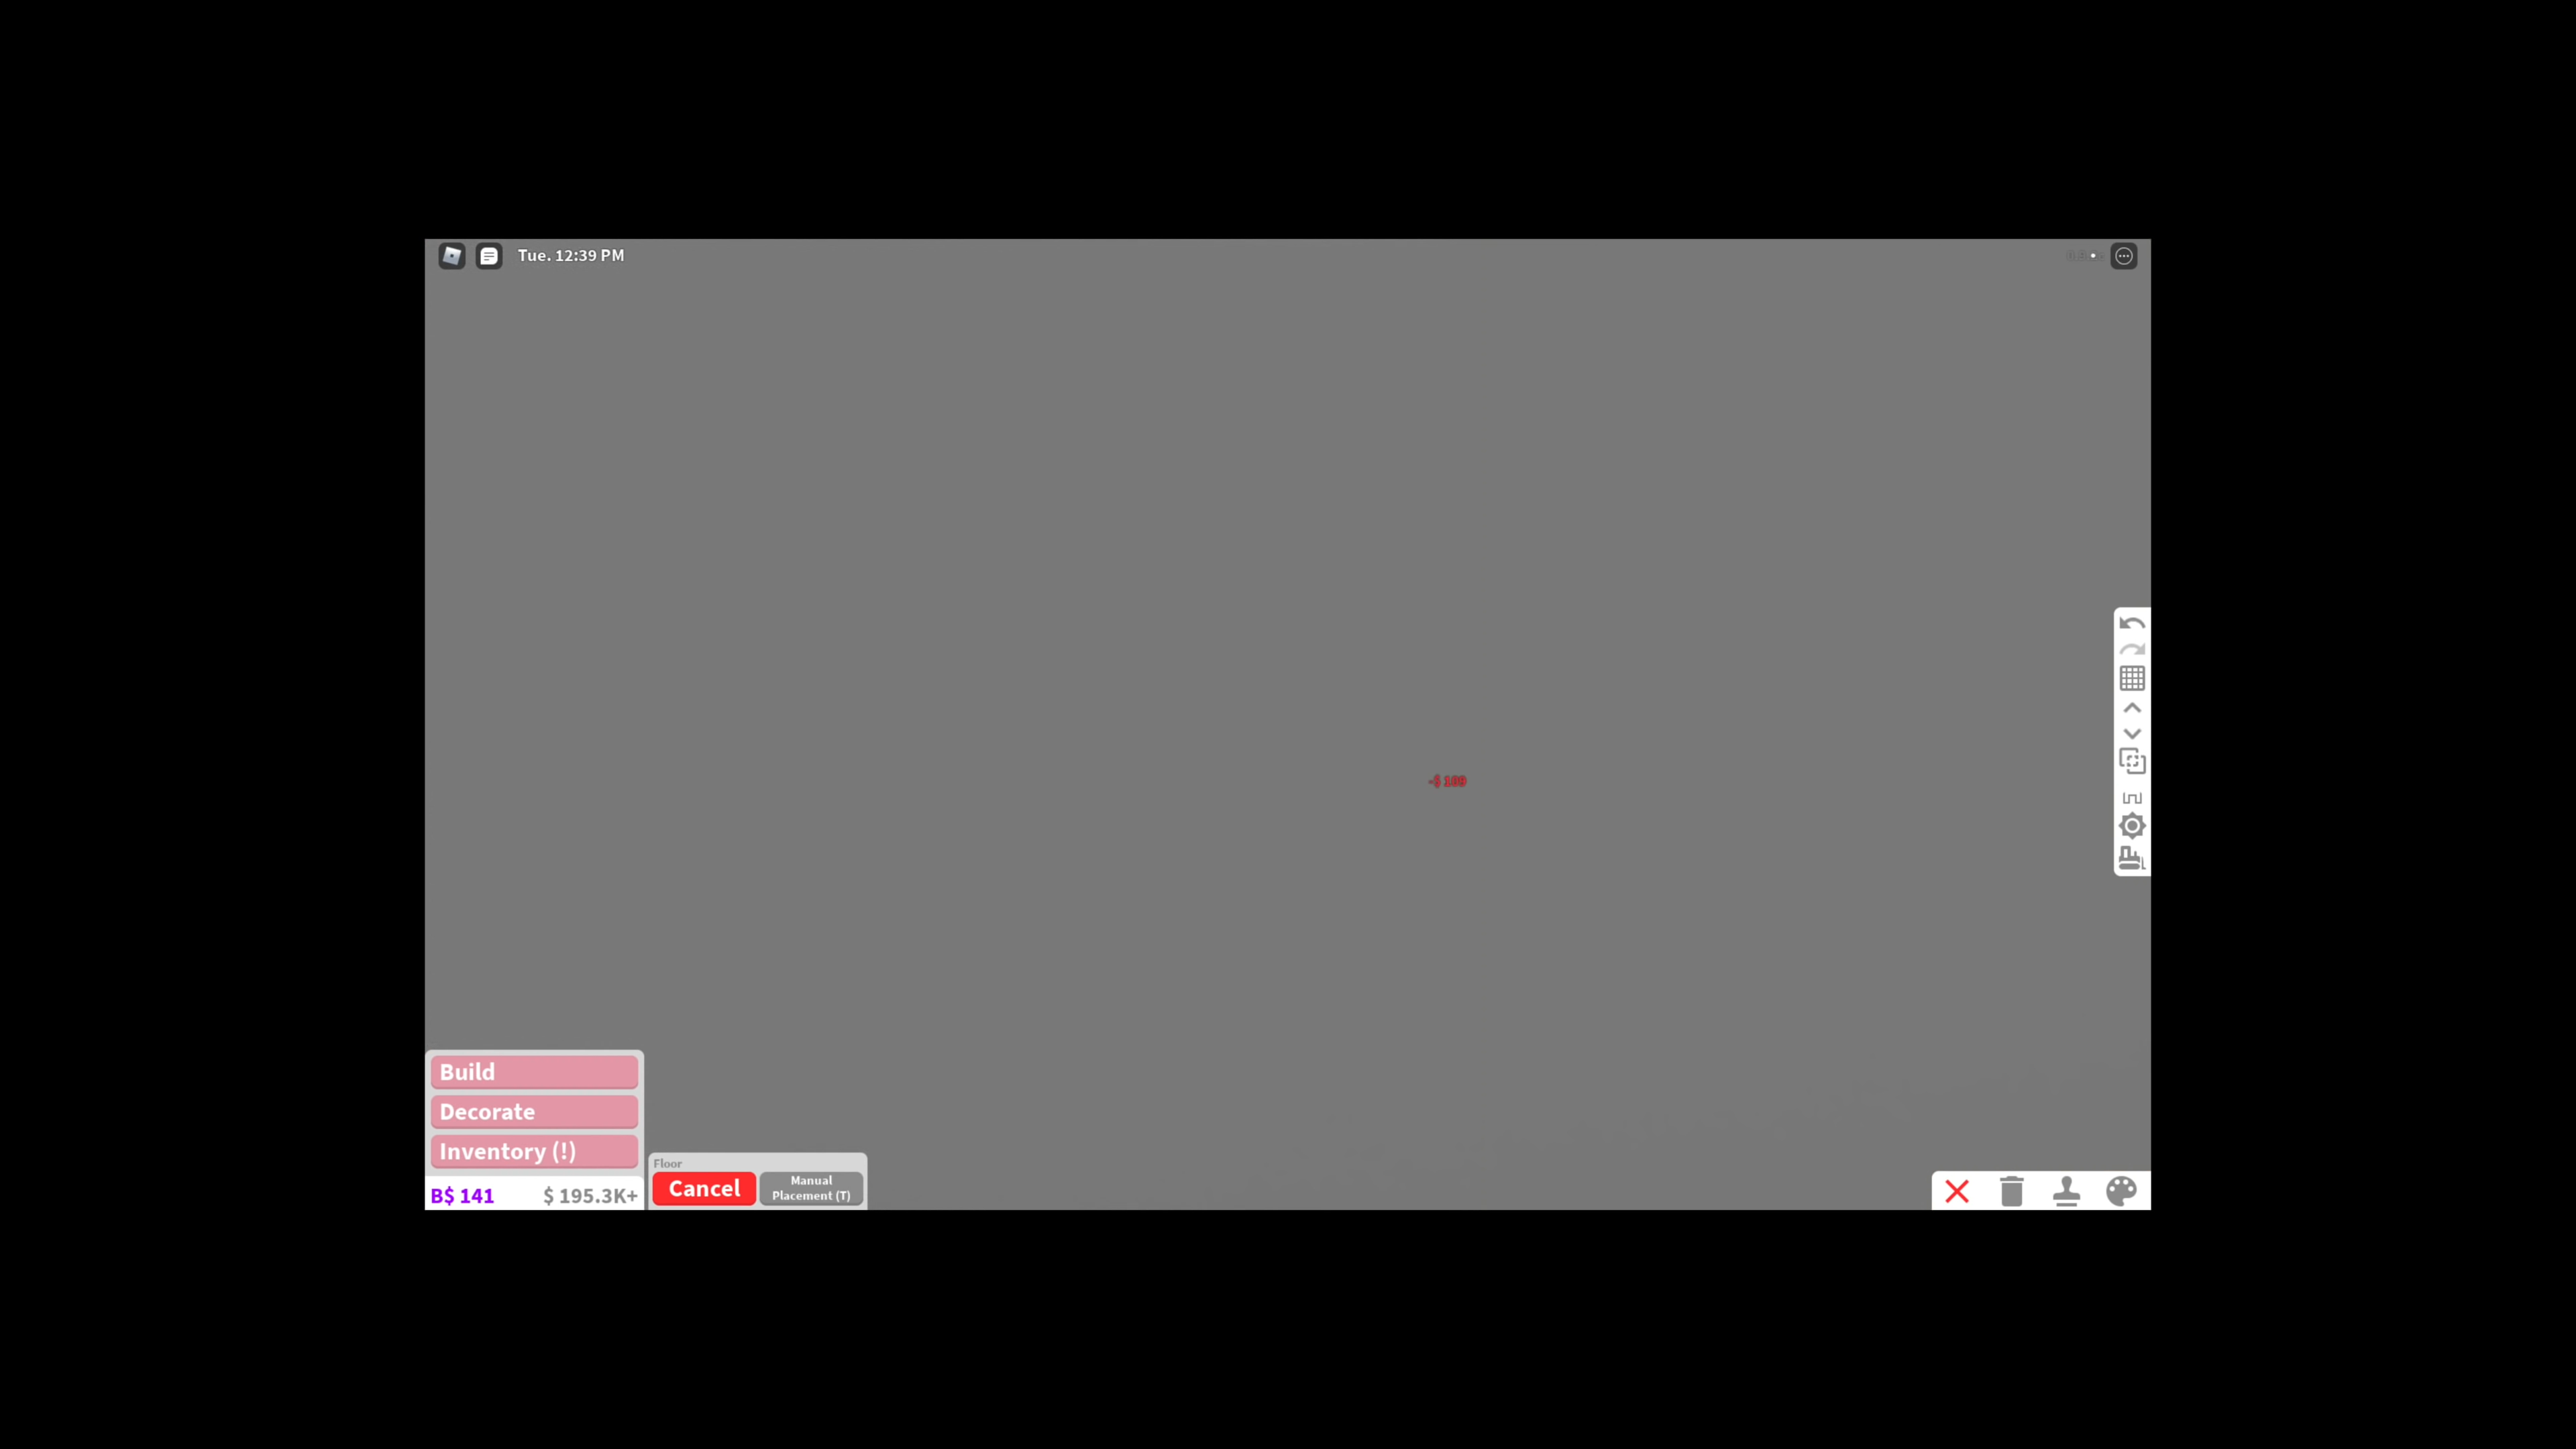 Tue. 12:39 PM
Build
Decorate
Inventory (!)
B$ 141
$ 195.3K+
Floor
Cancel
Manual
Placement (T)